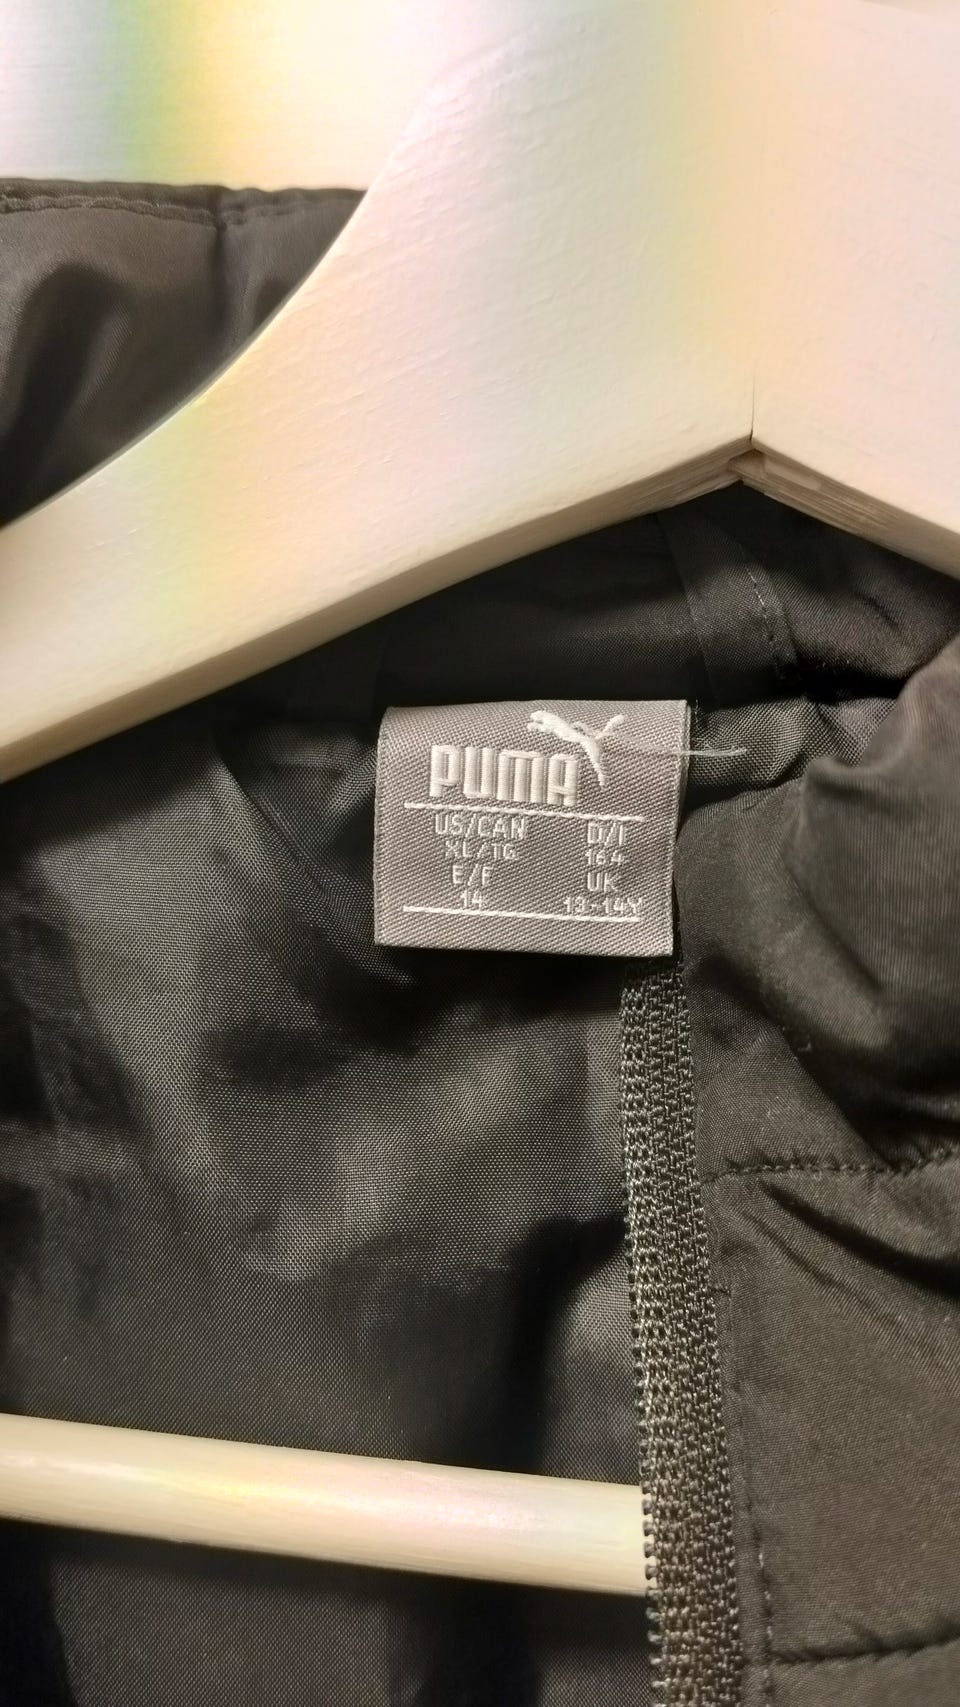 PUMA
US/CAN D/I
XL/TG 164
E/F UK
14 13-14Y